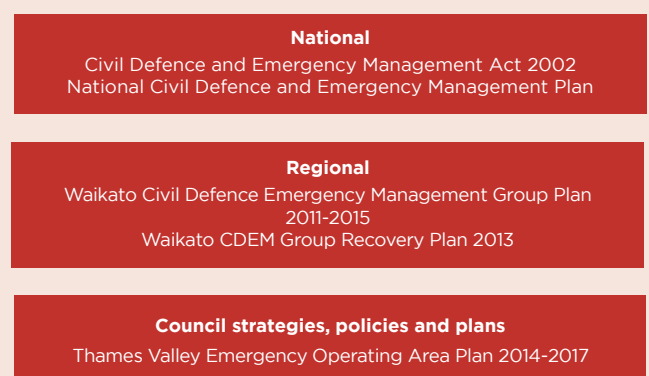 National
Civil Defence and Emergency Management Act 2002
National Civil Defence and Emergency Management Plan
Regional
Waikato Civil Defence Emergency Management Group Plan
2011-2015
Waikato CDEM Group Recovery Plan 2013
Council strategies, policies and plans
Thames Valley Emergency Operating Area Plan 2014-2017